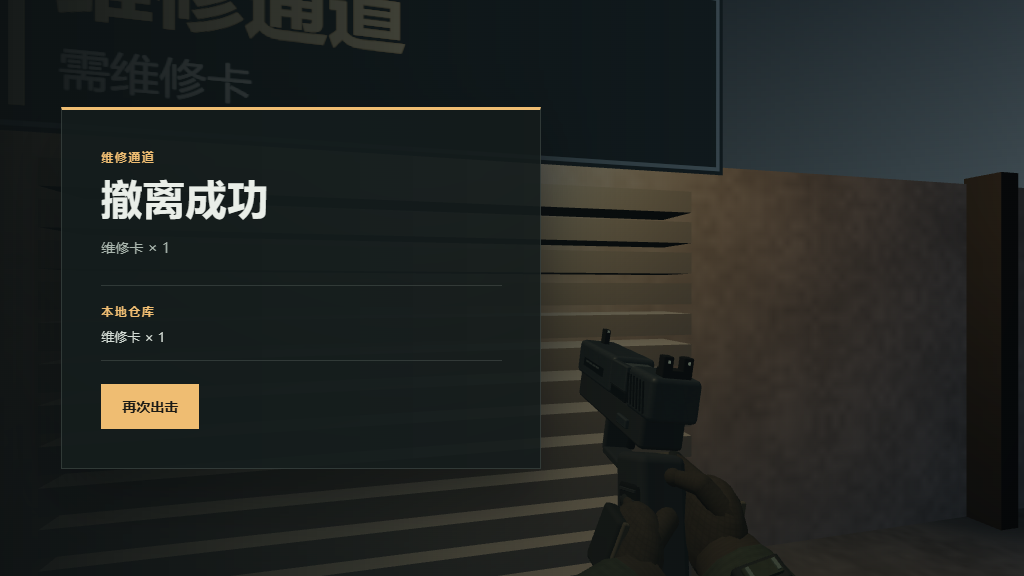 维修通道
需维修卡
维修通道
撤离成功
维修卡 × 1
本地仓库
维修卡 × 1
再次出击